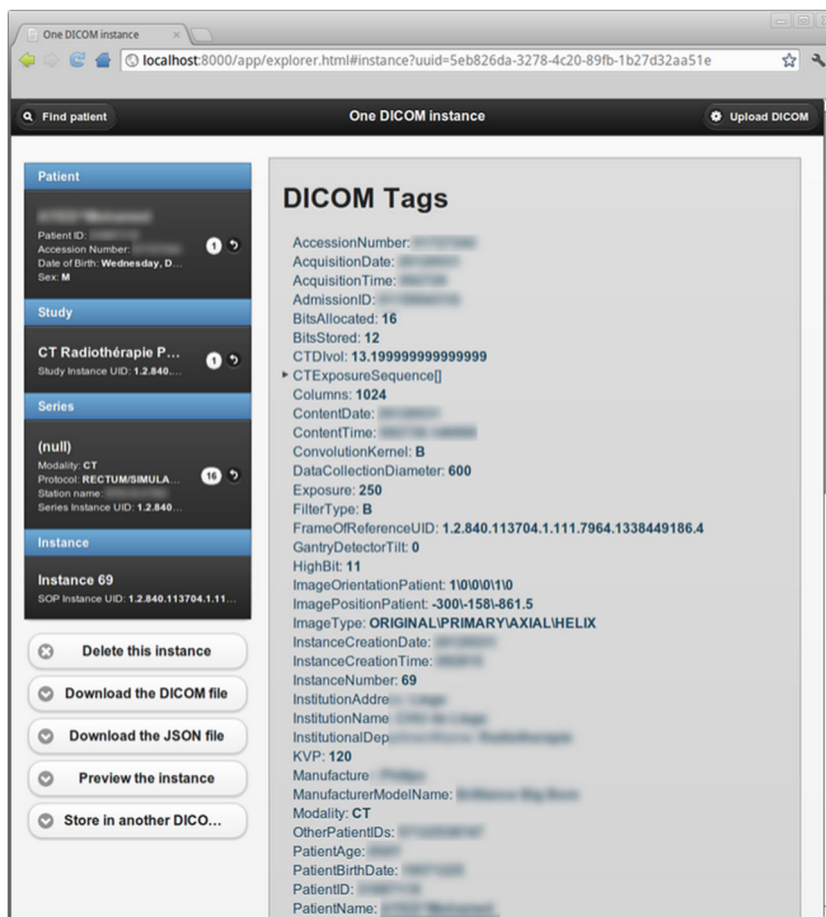 One DICOM instance
localhost:8000/app/explorer.html#instance?uuid=5eb826da-3278-4c20-89fb-1b27d32aa51e
Find patient
One DICOM instance
Upload DICOM
Patient
Patient ID:
Accession Number:
Date of Birth: Wednesday, D...
Sex: M
1
Study
CT Radiothérapie P...
Study Instance UID: 1.2.840....
1
Series
(null)
Modality: CT
Protocol: RECTUM/SIMULA...
Station name:
Series Instance UID: 1.2.840...
16
Instance
Instance 69
SOP Instance UID: 1.2.840.113704.1.11...
Delete this instance
Download the DICOM file
Download the JSON file
Preview the instance
Store in another DICO...
DICOM Tags
AccessionNumber:
AcquisitionDate:
AcquisitionTime:
AdmissionID:
BitsAllocated: 16
BitsStored: 12
CTDIvol: 13.199999999999999
CTExposureSequence[]
Columns: 1024
ContentDate:
ContentTime:
ConvolutionKernel: B
DataCollectionDiameter: 600
Exposure: 250
FilterType: B
FrameOfReferenceUID: 1.2.840.113704.1.111.7964.1338449186.4
GantryDetectorTilt: 0
HighBit: 11
ImageOrientationPatient: 1\0\0\0\1\0
ImagePositionPatient: -300\-158\-861.5
ImageType: ORIGINAL\PRIMARY\AXIAL\HELIX
InstanceCreationDate:
InstanceCreationTime:
InstanceNumber: 69
InstitutionAddre
InstitutionName
InstitutionalDep
KVP: 120
Manufacture
ManufacturerModelName:
Modality: CT
OtherPatientIDs:
PatientAge:
PatientBirthDate:
PatientID:
PatientName: